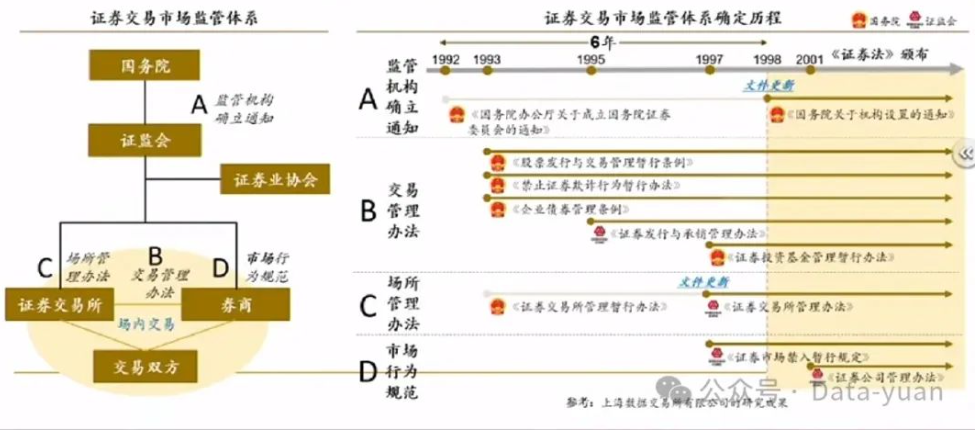 证券交易市场监管体系
国务院
A 监管机构
确立通知
证监会
证券业协会
C 场所管
理办法
B
交易管理
办法
D 市场行
为规范
证券交易所
券商
场内交易
交易双方
证券交易市场监管体系确定历程
国务院
证监会
6年
《证券法》颁布
1992 1993 1995 1997 1998 2001
A
监管
机构
确立
通知
文件更新
《国务院办公厅关于成立国务院证券
委员会的通知》
《国务院关于机构设置的通知》
B
交易
管理
办法
《股票发行与交易管理暂行条例》
《禁止证券欺诈行为暂行办法》
《企业债券管理条例》
《证券发行与承销管理办法》
《证券投资基金管理暂行办法》
C
场所
管理
办法
文件更新
《证券交易所管理暂行办法》
《证券交易所管理办法》
D
市场
行为
规范
《证券市场禁入暂行规定》
《证券公司管理办法》
公众号 · Data-yuan
参考：上海数据交易所有限公司的研究成果